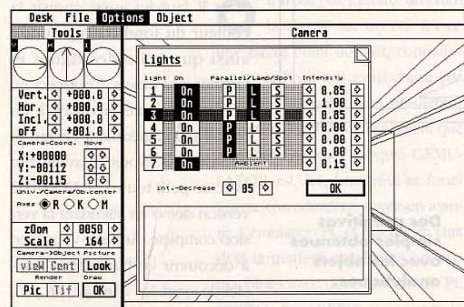 Desk File Options Object
Tools
Camera
V H I
Vert. +000.0
Hor. +000.0
Incl. +000.0
oFF +001.0
Camera-Coord. Move
X:+00000
Y:-00112
Z:-00115
Univ./Camera/Obj.center
Axes R K M
zOOm 0050
Scale 164
Camera->Object Picture
vieW Cent Look
Render Draw
Pic Tif OK
Lights
light On Parallel/Lamp/Spot Intensity
1 On P L S 0.85
2 On P L S 1.00
3 On P L S 0.85
4 On P L S 0.00
5 On P L S 0.00
6 On P L S 0.00
7 On Ambient 0.15
int.-Decrease 05 OK